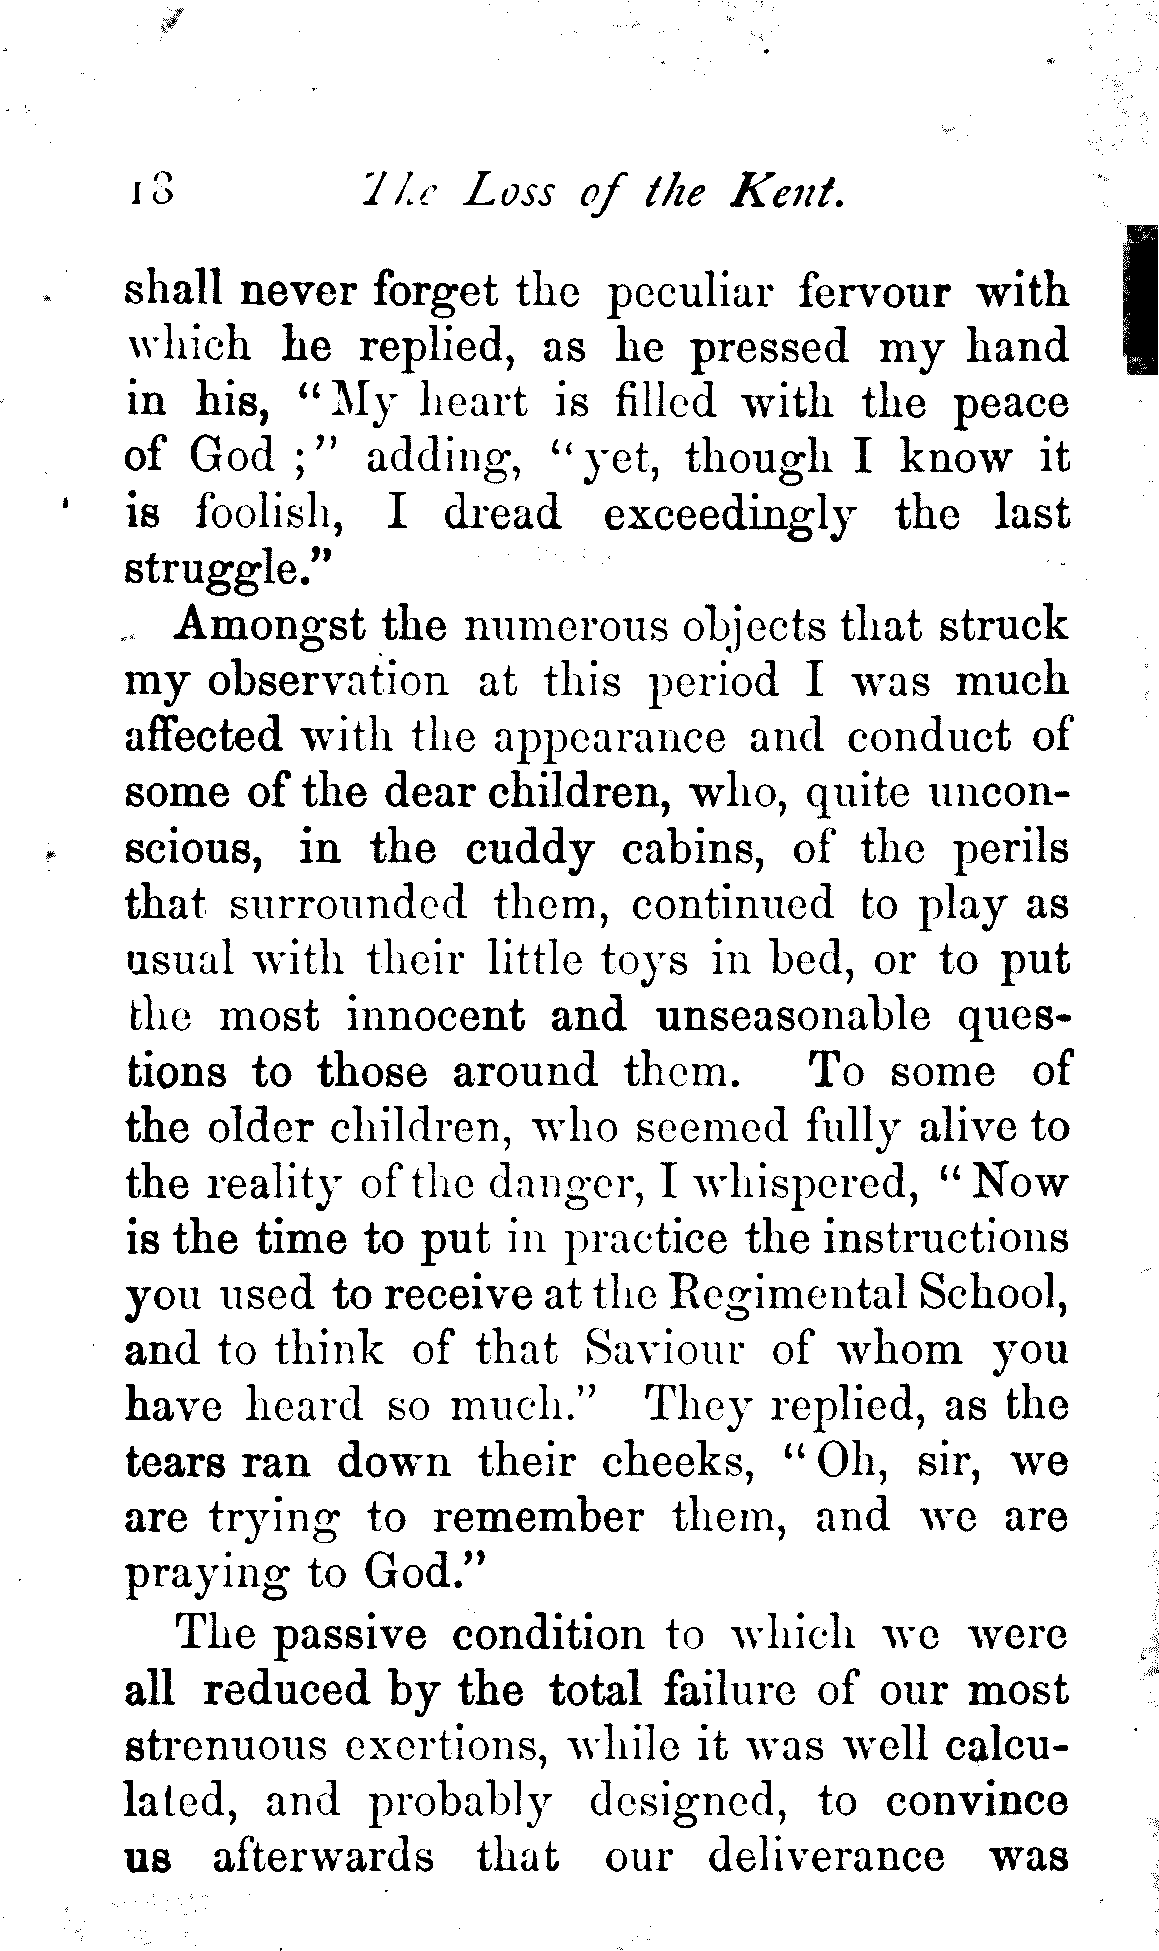 18 The Loss of the Kent.
shall never forget the peculiar fervour with
which he replied, as he pressed my hand
in his, "My heart is filled with the peace
of God ;" adding, "yet, though I know it
is foolish, I dread exceedingly the last
struggle."
Amongst the numerous objects that struck
my observation at this period I was much
affected with the appearance and conduct of
some of the dear children, who, quite uncon-
scious, in the cuddy cabins, of the perils
that surrounded them, continued to play as
usual with their little toys in bed, or to put
the most innocent and unseasonable ques-
tions to those around them. To some of
the older children, who seemed fully alive to
the reality of the danger, I whispered, "Now
is the time to put in practice the instructions
you used to receive at the Regimental School,
and to think of that Saviour of whom you
have heard so much." They replied, as the
tears ran down their cheeks, "Oh, sir, we
are trying to remember them, and we are
praying to God."
The passive condition to which we were
all reduced by the total failure of our most
strenuous exertions, while it was well calcu-
lated, and probably designed, to convince
us afterwards that our deliverance was